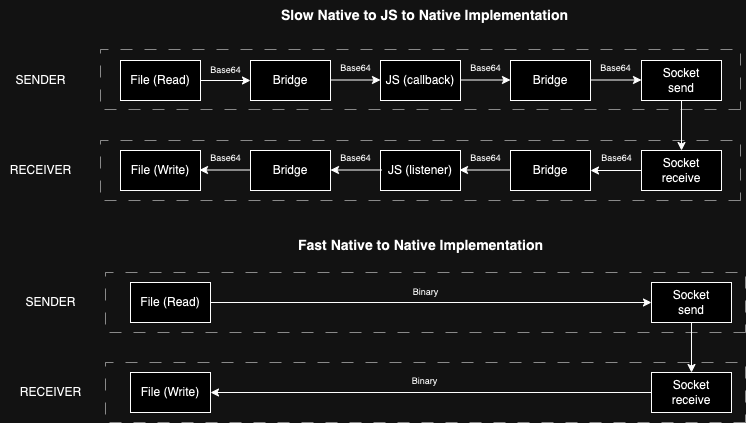 Slow Native to JS to Native Implementation
SENDER
File (Read)
Base64
Bridge
Base64
JS (callback)
Base64
Bridge
Base64
Socket
send
RECEIVER
File (Write)
Base64
Bridge
Base64
JS (listener)
Base64
Bridge
Base64
Socket
receive
Fast Native to Native Implementation
SENDER
File (Read)
Binary
Socket
send
RECEIVER
File (Write)
Binary
Socket
receive